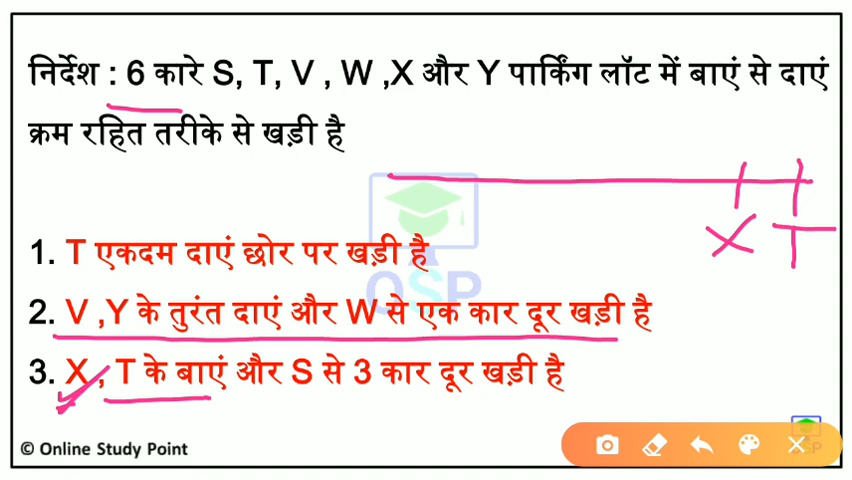 निर्देश : 6 कारे S, T, V , W ,X और Y पार्किंग लॉट में बाएं से दाएं
क्रम रहित तरीके से खड़ी है
X T
1. T एकदम दाएं छोर पर खड़ी है
OSP
2. V ,Y के तुरंत दाएं और W से एक कार दूर खड़ी है
3. X , T के बाएं और S से 3 कार दूर खड़ी है
© Online Study Point